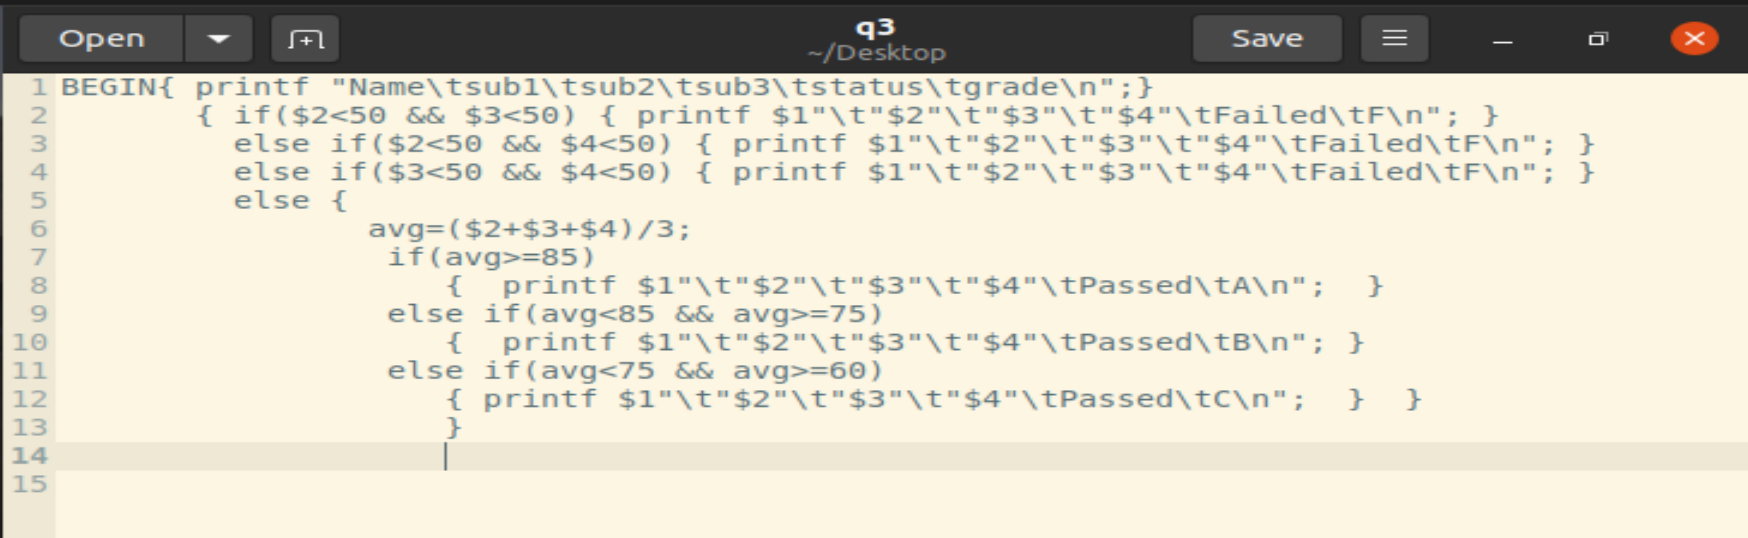 Open
q3
~/Desktop
Save
1 BEGIN{ printf "Name\tsub1\tsub2\tsub3\tstatus\tgrade\n";}
2 { if($2<50 && $3<50) { printf $1"\t"$2"\t"$3"\t"$4"\tFailed\tF\n"; }
3 else if($2<50 && $4<50) { printf $1"\t"$2"\t"$3"\t"$4"\tFailed\tF\n"; }
4 else if($3<50 && $4<50) { printf $1"\t"$2"\t"$3"\t"$4"\tFailed\tF\n"; }
5 else {
6 avg=($2+$3+$4)/3;
7 if(avg>=85)
8 {  printf $1"\t"$2"\t"$3"\t"$4"\tPassed\tA\n";  }
9 else if(avg<85 && avg>=75)
10 {  printf $1"\t"$2"\t"$3"\t"$4"\tPassed\tB\n"; }
11 else if(avg<75 && avg>=60)
12 { printf $1"\t"$2"\t"$3"\t"$4"\tPassed\tC\n";  }  }
13 }
14
15